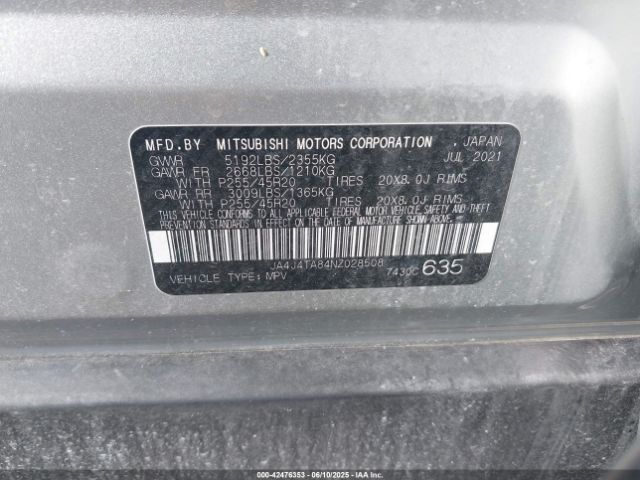 MFD.BY MITSUBISHI MOTORS CORPORATION , JAPAN
GVWR 5192LBS/2355KG JUL 2021
GAWR FR 2668LBS/1210KG
WITH P255/45R20 TIRES 20X8.0J RIMS
GAWR RR 3009LBS/1365KG
WITH P255/45R20 TIRES 20X8.0J RIMS
THIS VEHICLE CONFORMS TO ALL APPLICABLE FEDERAL MOTOR VEHICLE SAFETY AND THEFT
PREVENTION STANDARDS IN EFFECT ON THE DATE OF MANUFACTURE SHOWN ABOVE.
JA4J4TA84NZ028508
VEHICLE TYPE: MPV 7430C 635
000-42476353 - 06/10/2025 - IAAI.COM